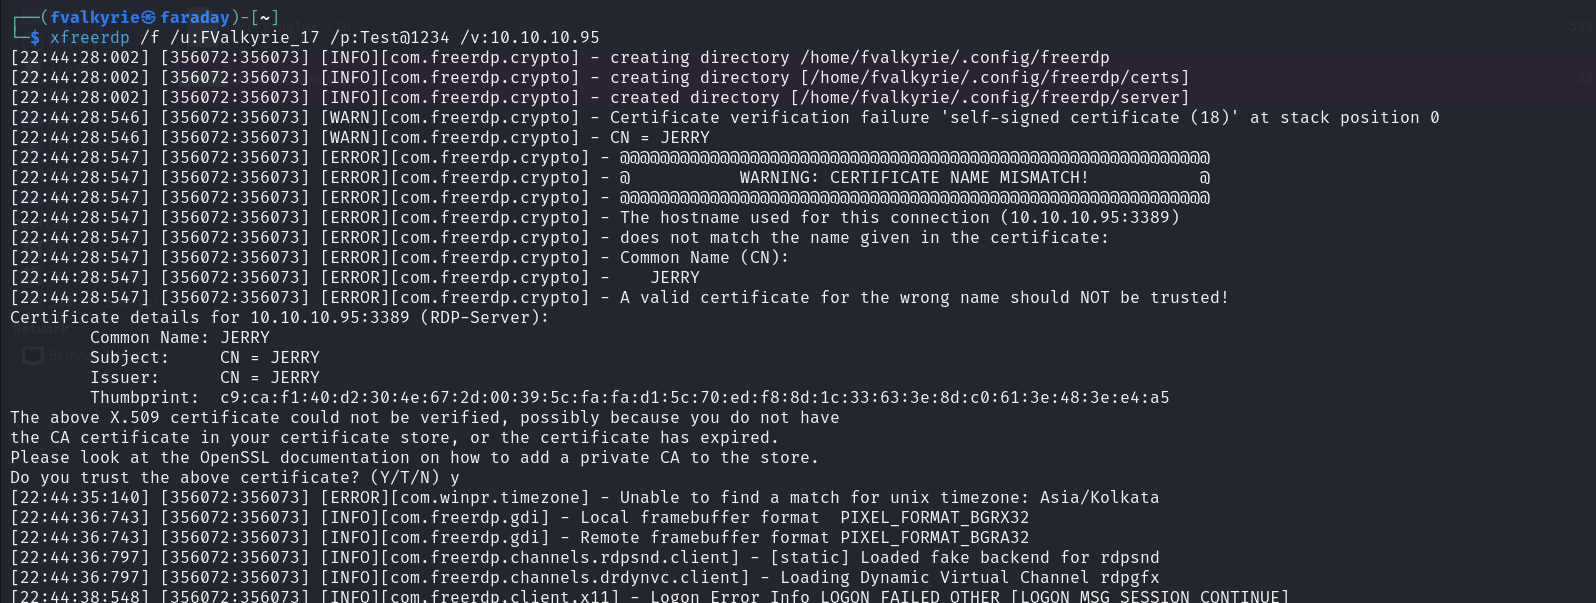 ┌──(fvalkyrie㉿faraday)-[~]
└─$ xfreerdp /f /u:FValkyrie_17 /p:Test@1234 /v:10.10.10.95
[22:44:28:002] [356072:356073] [INFO][com.freerdp.crypto] - creating directory /home/fvalkyrie/.config/freerdp
[22:44:28:002] [356072:356073] [INFO][com.freerdp.crypto] - creating directory [/home/fvalkyrie/.config/freerdp/certs]
[22:44:28:002] [356072:356073] [INFO][com.freerdp.crypto] - created directory [/home/fvalkyrie/.config/freerdp/server]
[22:44:28:546] [356072:356073] [WARN][com.freerdp.crypto] - Certificate verification failure 'self-signed certificate (18)' at stack position 0
[22:44:28:546] [356072:356073] [WARN][com.freerdp.crypto] - CN = JERRY
[22:44:28:547] [356072:356073] [ERROR][com.freerdp.crypto] - @@@@@@@@@@@@@@@@@@@@@@@@@@@@@@@@@@@@@@@@@@@@@@@@@@@@@@@@@@@
[22:44:28:547] [356072:356073] [ERROR][com.freerdp.crypto] - @           WARNING: CERTIFICATE NAME MISMATCH!           @
[22:44:28:547] [356072:356073] [ERROR][com.freerdp.crypto] - @@@@@@@@@@@@@@@@@@@@@@@@@@@@@@@@@@@@@@@@@@@@@@@@@@@@@@@@@@@
[22:44:28:547] [356072:356073] [ERROR][com.freerdp.crypto] - The hostname used for this connection (10.10.10.95:3389)
[22:44:28:547] [356072:356073] [ERROR][com.freerdp.crypto] - does not match the name given in the certificate:
[22:44:28:547] [356072:356073] [ERROR][com.freerdp.crypto] - Common Name (CN):
[22:44:28:547] [356072:356073] [ERROR][com.freerdp.crypto] -    JERRY
[22:44:28:547] [356072:356073] [ERROR][com.freerdp.crypto] - A valid certificate for the wrong name should NOT be trusted!
Certificate details for 10.10.10.95:3389 (RDP-Server):
        Common Name: JERRY
        Subject:     CN = JERRY
        Issuer:      CN = JERRY
        Thumbprint:  c9:ca:f1:40:d2:30:4e:67:2d:00:39:5c:fa:fa:d1:5c:70:ed:f8:8d:1c:33:63:3e:8d:c0:61:3e:48:3e:e4:a5
The above X.509 certificate could not be verified, possibly because you do not have
the CA certificate in your certificate store, or the certificate has expired.
Please look at the OpenSSL documentation on how to add a private CA to the store.
Do you trust the above certificate? (Y/T/N) y
[22:44:35:140] [356072:356073] [ERROR][com.winpr.timezone] - Unable to find a match for unix timezone: Asia/Kolkata
[22:44:36:743] [356072:356073] [INFO][com.freerdp.gdi] - Local framebuffer format  PIXEL_FORMAT_BGRX32
[22:44:36:743] [356072:356073] [INFO][com.freerdp.gdi] - Remote framebuffer format PIXEL_FORMAT_BGRA32
[22:44:36:797] [356072:356073] [INFO][com.freerdp.channels.rdpsnd.client] - [static] Loaded fake backend for rdpsnd
[22:44:36:797] [356072:356073] [INFO][com.freerdp.channels.drdynvc.client] - Loading Dynamic Virtual Channel rdpgfx
[22:44:38:548] [356072:356073] [INFO][com.freerdp.client.x11] - Logon Error Info LOGON_FAILED_OTHER [LOGON_MSG_SESSION_CONTINUE]